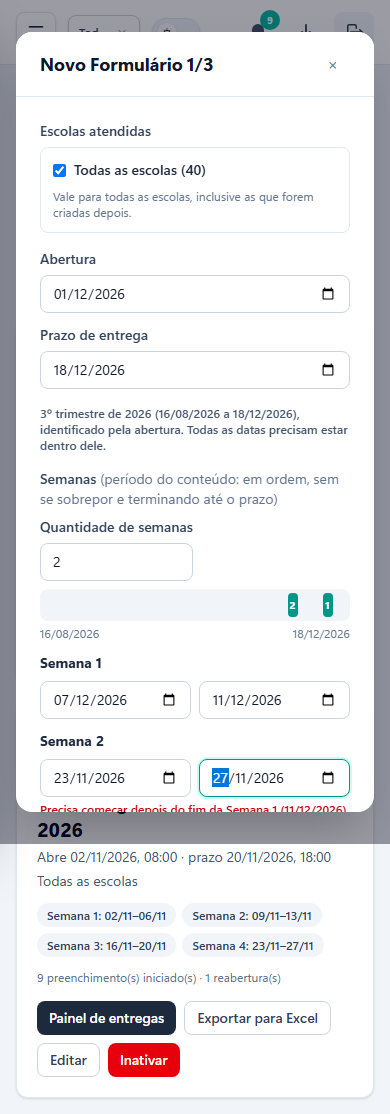 9
Novo Formulário 1/3
×
Escolas atendidas
Todas as escolas (40)
Vale para todas as escolas, inclusive as que forem
criadas depois.
Abertura
01/12/2026
Prazo de entrega
18/12/2026
3º trimestre de 2026 (16/08/2026 a 18/12/2026),
identificado pela abertura. Todas as datas precisam estar
dentro dele.
Semanas (período do conteúdo: em ordem, sem
se sobrepor e terminando até o prazo)
Quantidade de semanas
2
2 1
16/08/2026 18/12/2026
Semana 1
07/12/2026 11/12/2026
Semana 2
23/11/2026 27/11/2026
Precisa começar depois do fim da Semana 1 (11/12/2026)
2026
Abre 02/11/2026, 08:00 · prazo 20/11/2026, 18:00
Todas as escolas
Semana 1: 02/11–06/11 Semana 2: 09/11–13/11
Semana 3: 16/11–20/11 Semana 4: 23/11–27/11
9 preenchimento(s) iniciado(s) · 1 reabertura(s)
Painel de entregas Exportar para Excel
Editar Inativar